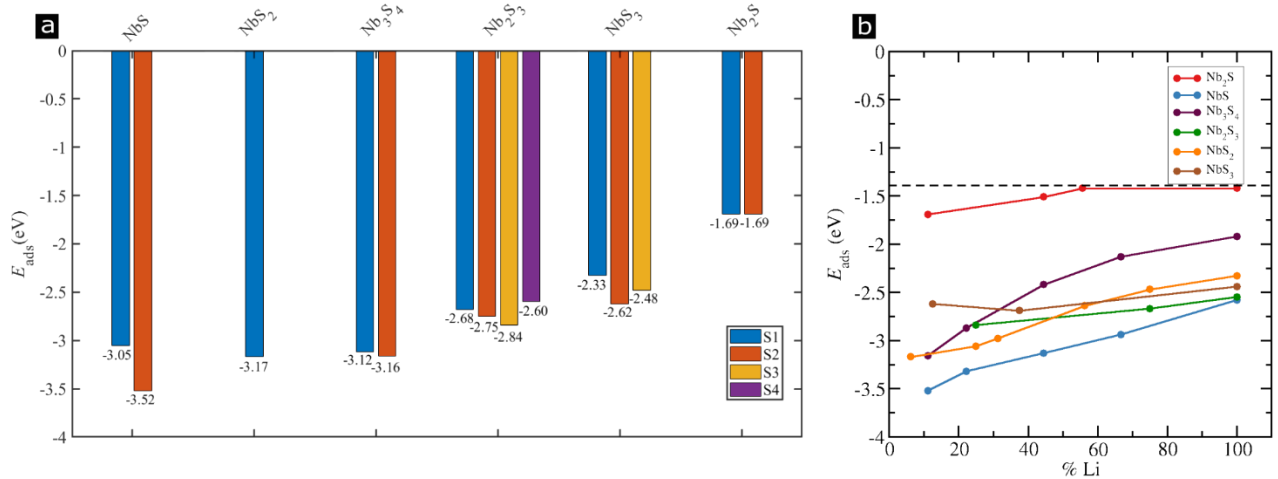 a
NbS
NbS₂
Nb₃S₄
Nb₂S₃
NbS₃
Nb₂S
0
-0.5
-1
-1.5
-2
-2.5
-3
-3.5
-4
E_ads (eV)
-3.05
-3.52
-3.17
-3.12
-3.16
-2.68
-2.75
-2.84
-2.60
-2.33
-2.62
-2.48
-1.69
-1.69
S1
S2
S3
S4
b
0
-0.5
-1
-1.5
-2
-2.5
-3
-3.5
-4
E_ads (eV)
Nb₂S
NbS
Nb₃S₄
Nb₂S₃
NbS₂
NbS₃
0 20 40 60 80 100
% Li